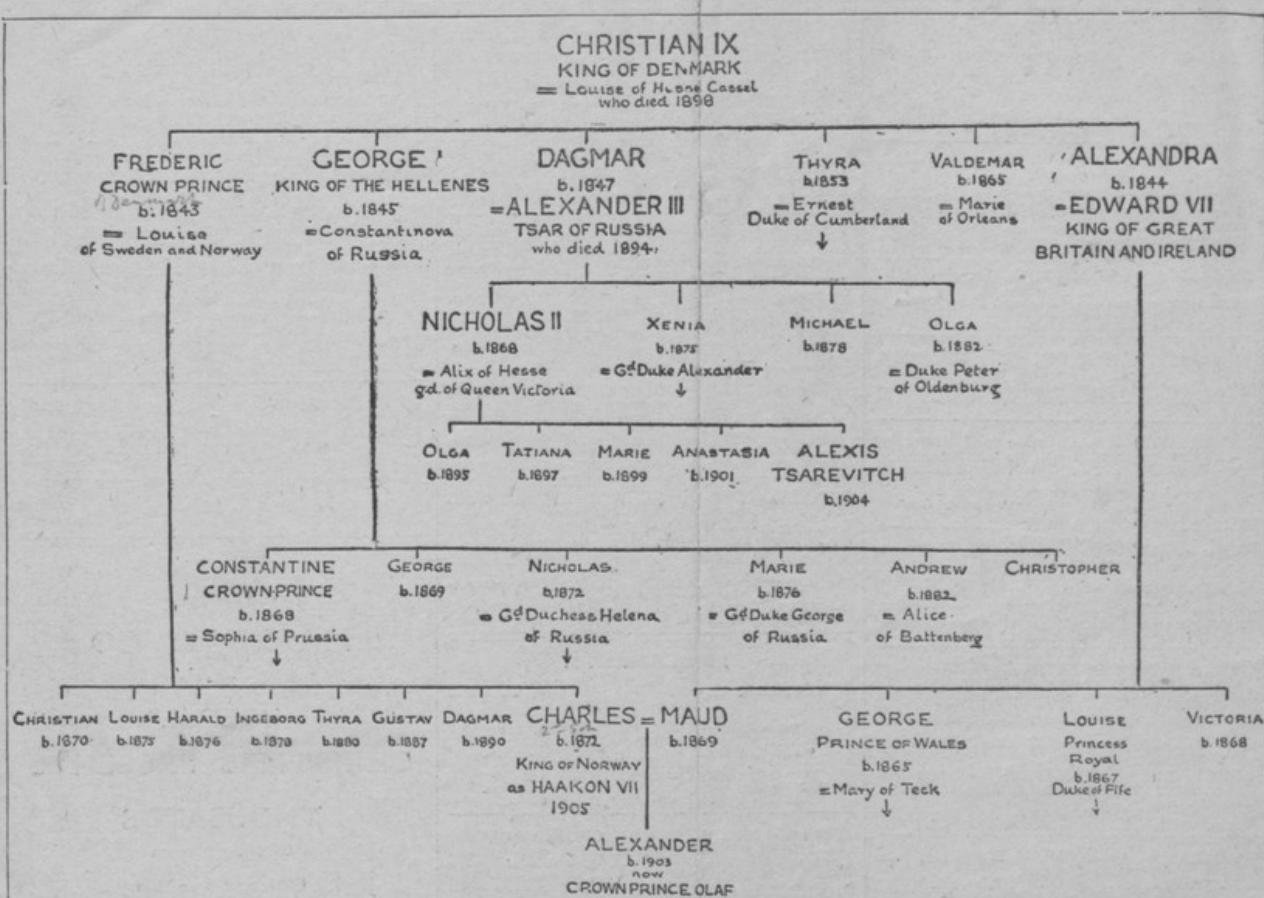 CHRISTIAN IX
KING OF DENMARK
= Louise of Hesse Cassel
who died 1898
FREDERIC
CROWN PRINCE
b.1843
= Louise
of Sweden and Norway
GEORGE
KING OF THE HELLENES
b.1845
= Constantinova
of Russia
DAGMAR
b.1847
=ALEXANDER III
TSAR OF RUSSIA
who died 1894
THYRA
b.1853
= Ernest
Duke of Cumberland
VALDEMAR
b.1865
= Marie
of Orleans
ALEXANDRA
b.1844
=EDWARD VII
KING OF GREAT
BRITAIN AND IRELAND
NICHOLAS II
b.1868
= Alix of Hesse
gd. of Queen Victoria
XENIA
b.1875
= Gd Duke Alexander
MICHAEL
b.1878
OLGA
b.1882
= Duke Peter
of Oldenburg
OLGA
b.1895
TATIANA
b.1897
MARIE
b.1899
ANASTASIA
b.1901
ALEXIS
TSAREVITCH
b.1904
CONSTANTINE
CROWN-PRINCE
b.1868
= Sophia of Prussia
GEORGE
b.1869
NICHOLAS
b.1872
= Gd Duchess Helena
of Russia
MARIE
b.1876
= Gd Duke George
of Russia
ANDREW
b.1882
= Alice
of Battenberg
CHRISTOPHER
CHRISTIAN
b.1870
LOUISE
b.1875
HARALD
b.1876
INGEBORG
b.1878
THYRA
b.1880
GUSTAV
b.1887
DAGMAR
b.1890
CHARLES = MAUD
b.1872
b.1869
KING OF NORWAY
as HAAKON VII
1905
ALEXANDER
b.1903
now
CROWN PRINCE OLAF
GEORGE
PRINCE OF WALES
b.1865
= Mary of Teck
LOUISE
Princess
Royal
b.1867
Duke of Fife
VICTORIA
b.1868